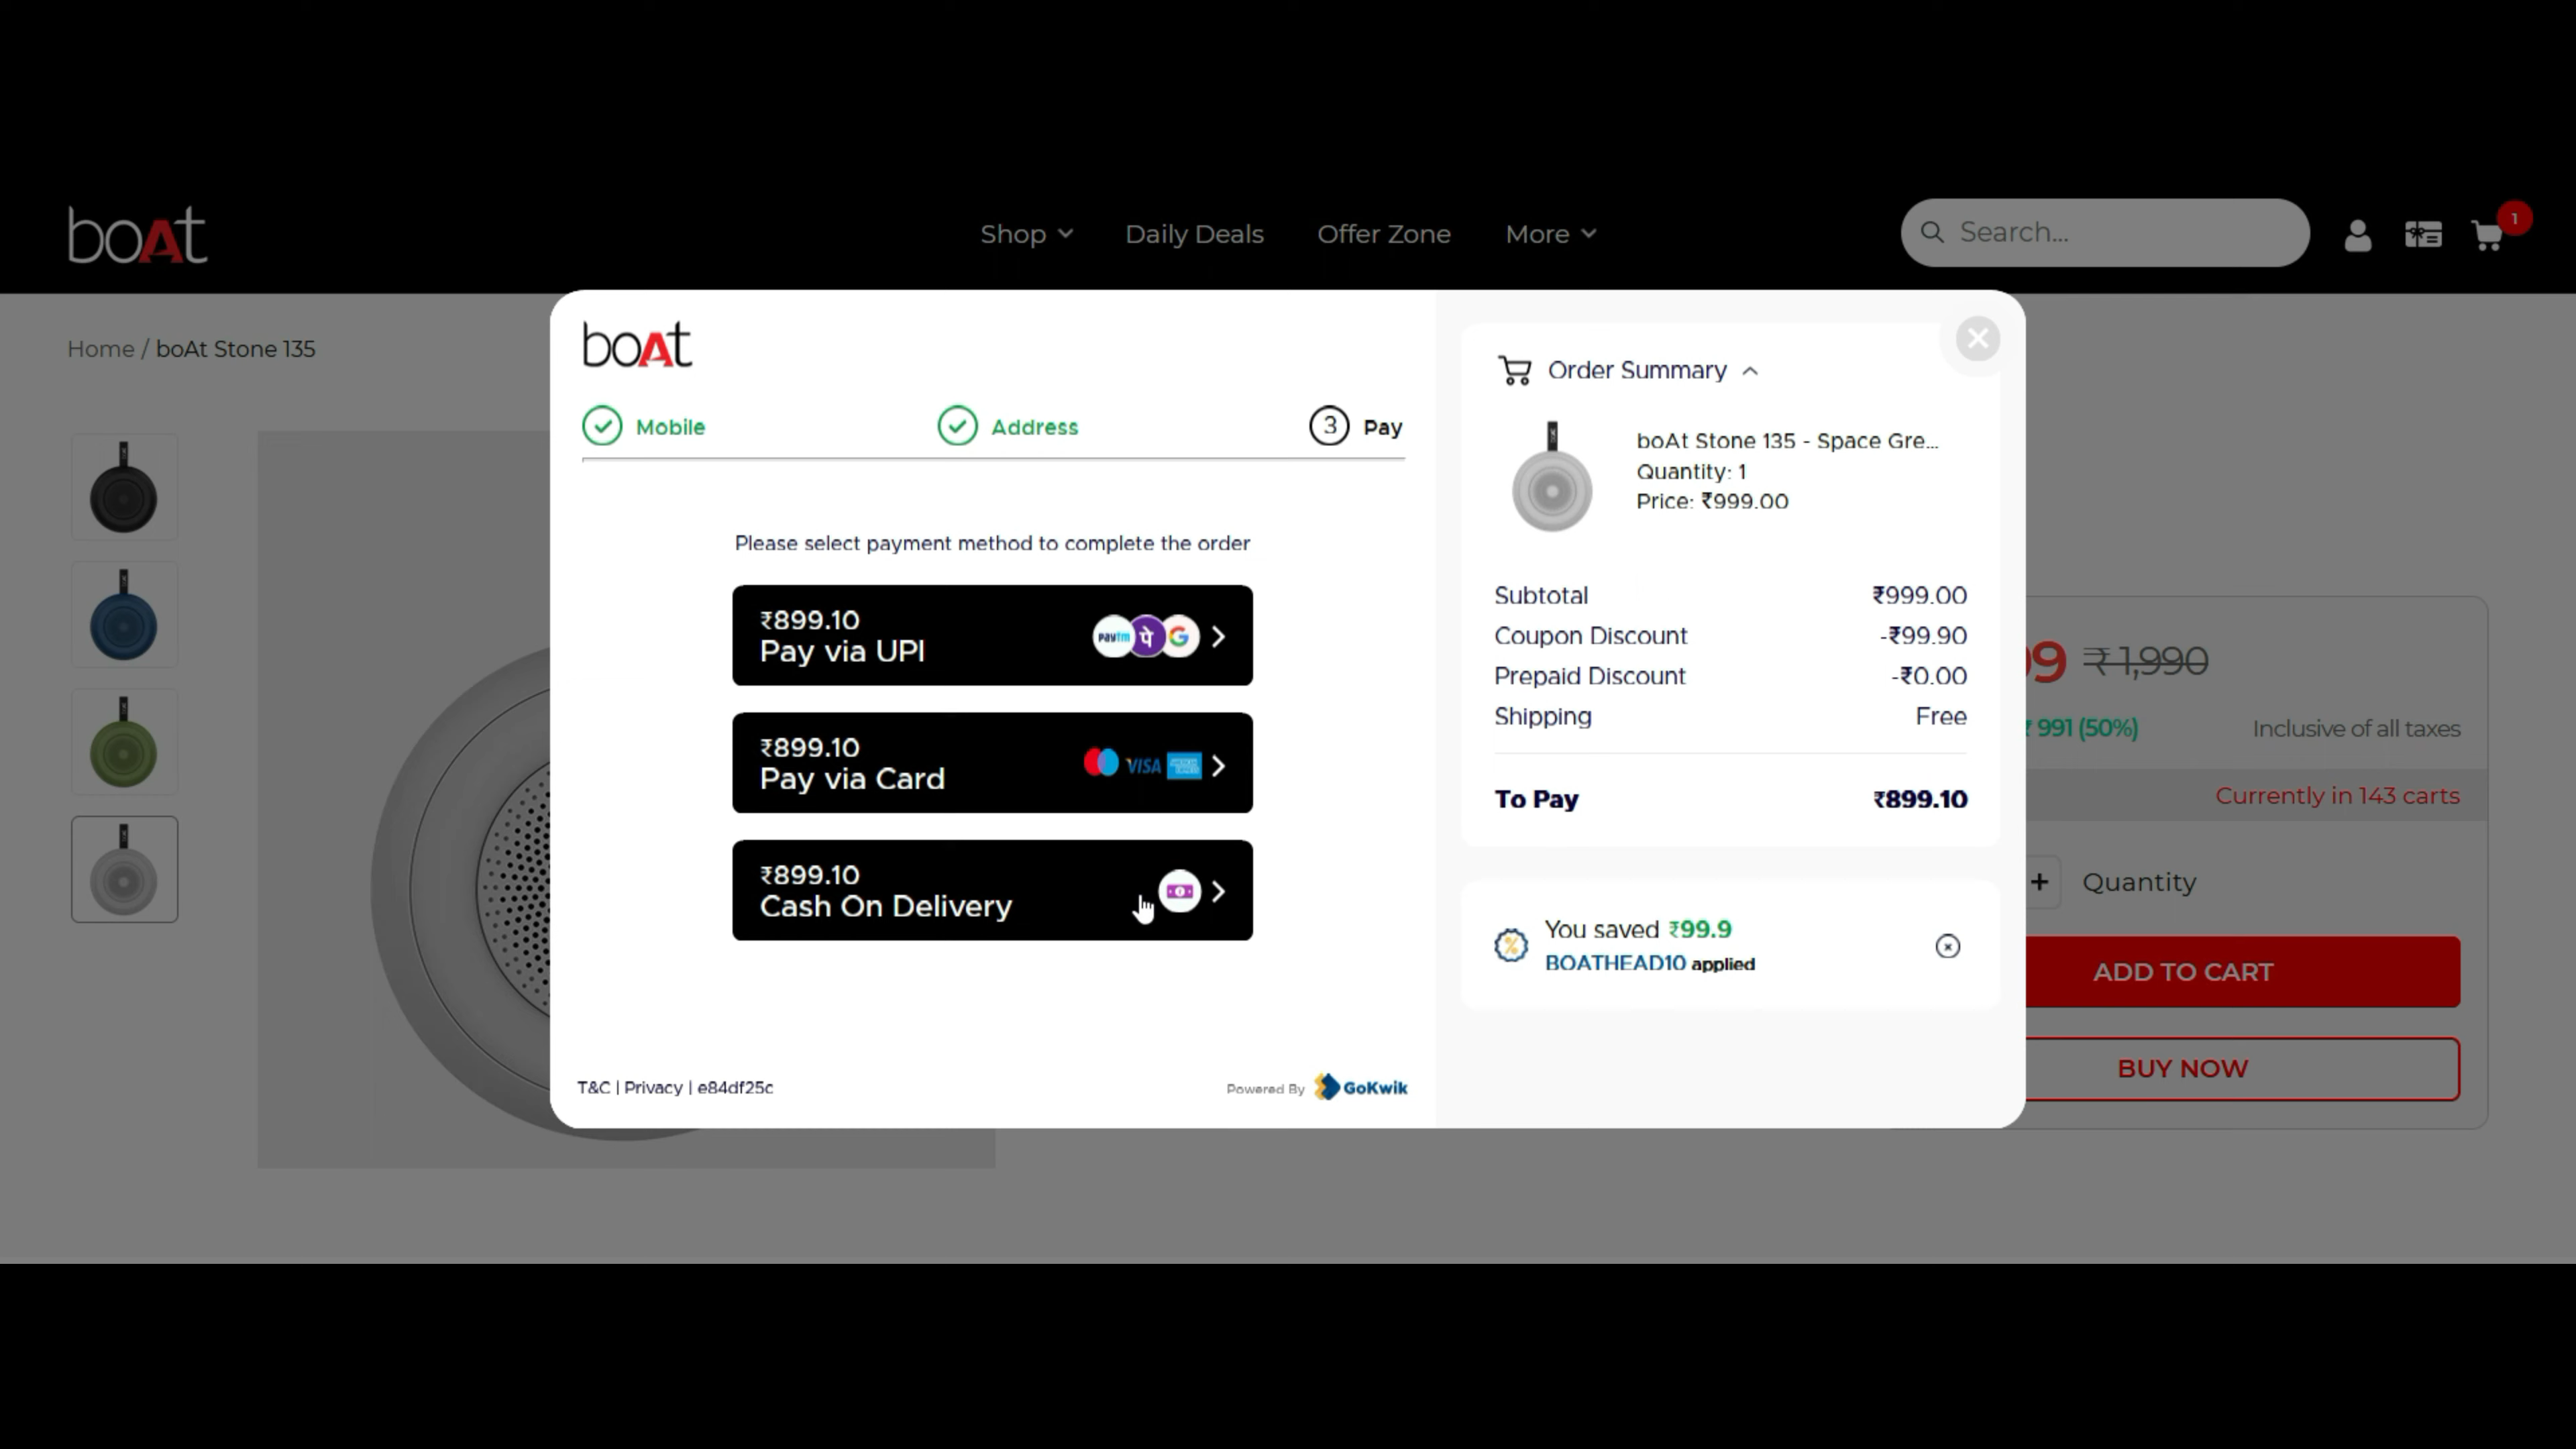 boAt
Shop
Daily Deals
Offer Zone
More
Search...
1
Home / boAt Stone 135
boAt
Mobile
Address
3 Pay
Please select payment method to complete the order
₹899.10
Pay via UPI
Paytm पे G
₹899.10
Pay via Card
VISA
₹899.10
Cash On Delivery
T&C | Privacy | e84df25c
Powered By GoKwik
Order Summary
boAt Stone 135 - Space Gre...
Quantity: 1
Price: ₹999.00
Subtotal ₹999.00
Coupon Discount -₹99.90
Prepaid Discount -₹0.00
Shipping Free
To Pay ₹899.10
You saved ₹99.9
BOATHEAD10 applied
₹ 1,990
₹ 991 (50%)
Inclusive of all taxes
Currently in 143 carts
+ Quantity
ADD TO CART
BUY NOW